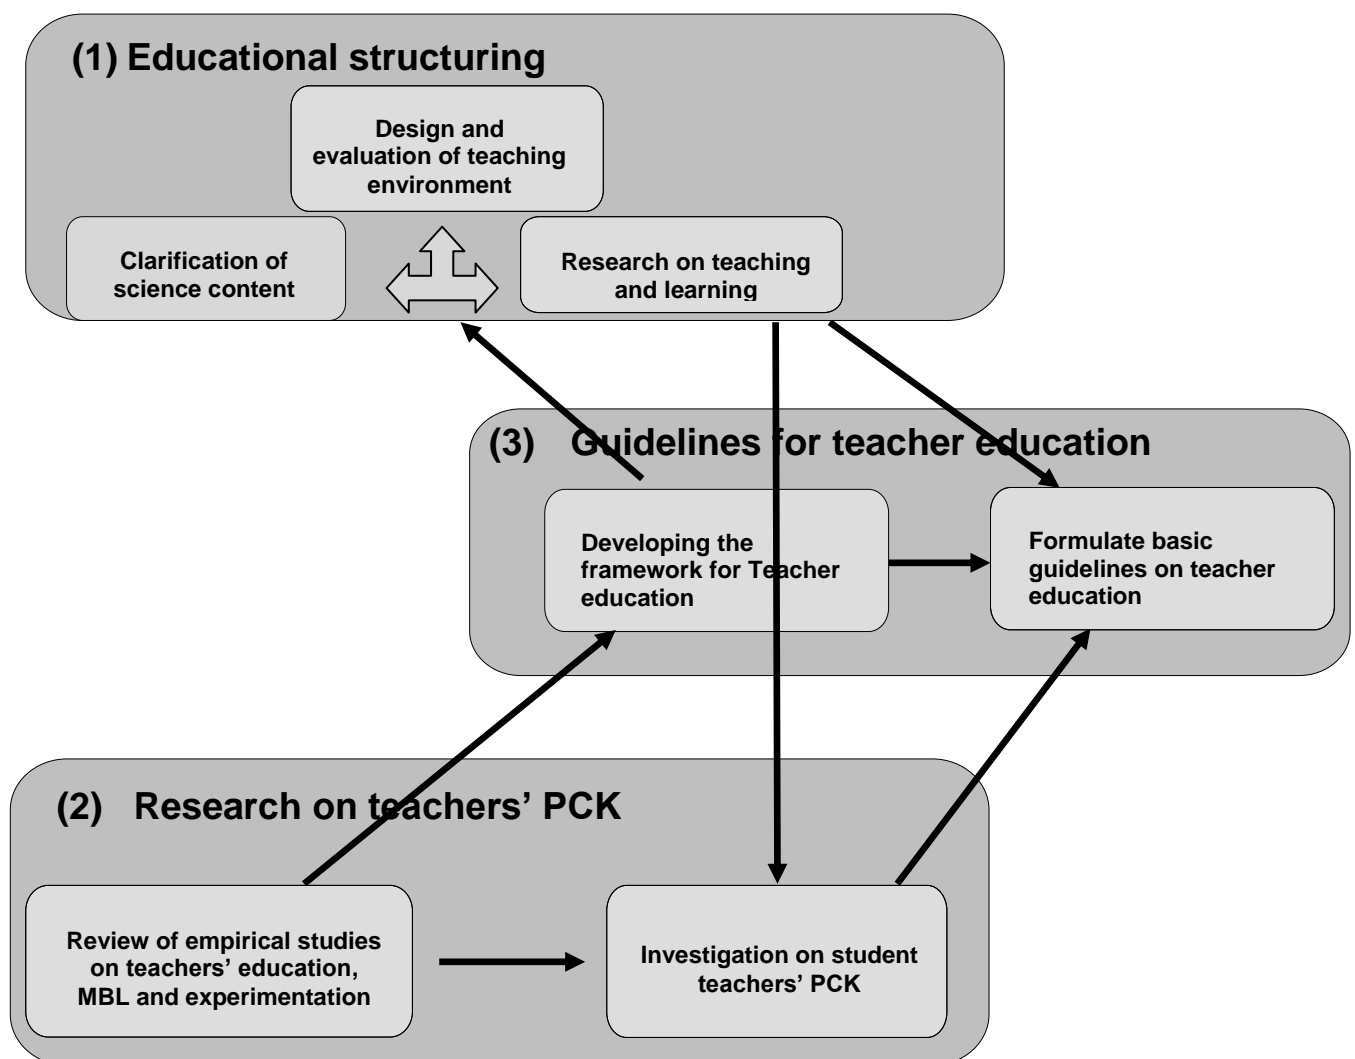 (1) Educational structuring
Design and
evaluation of teaching
environment
Clarification of
science content
Research on teaching
and learning
(3) Guidelines for teacher education
Developing the
framework for Teacher
education
Formulate basic
guidelines on teacher
education
(2) Research on teachers’ PCK
Review of empirical studies
on teachers’ education,
MBL and experimentation
Investigation on student
teachers’ PCK